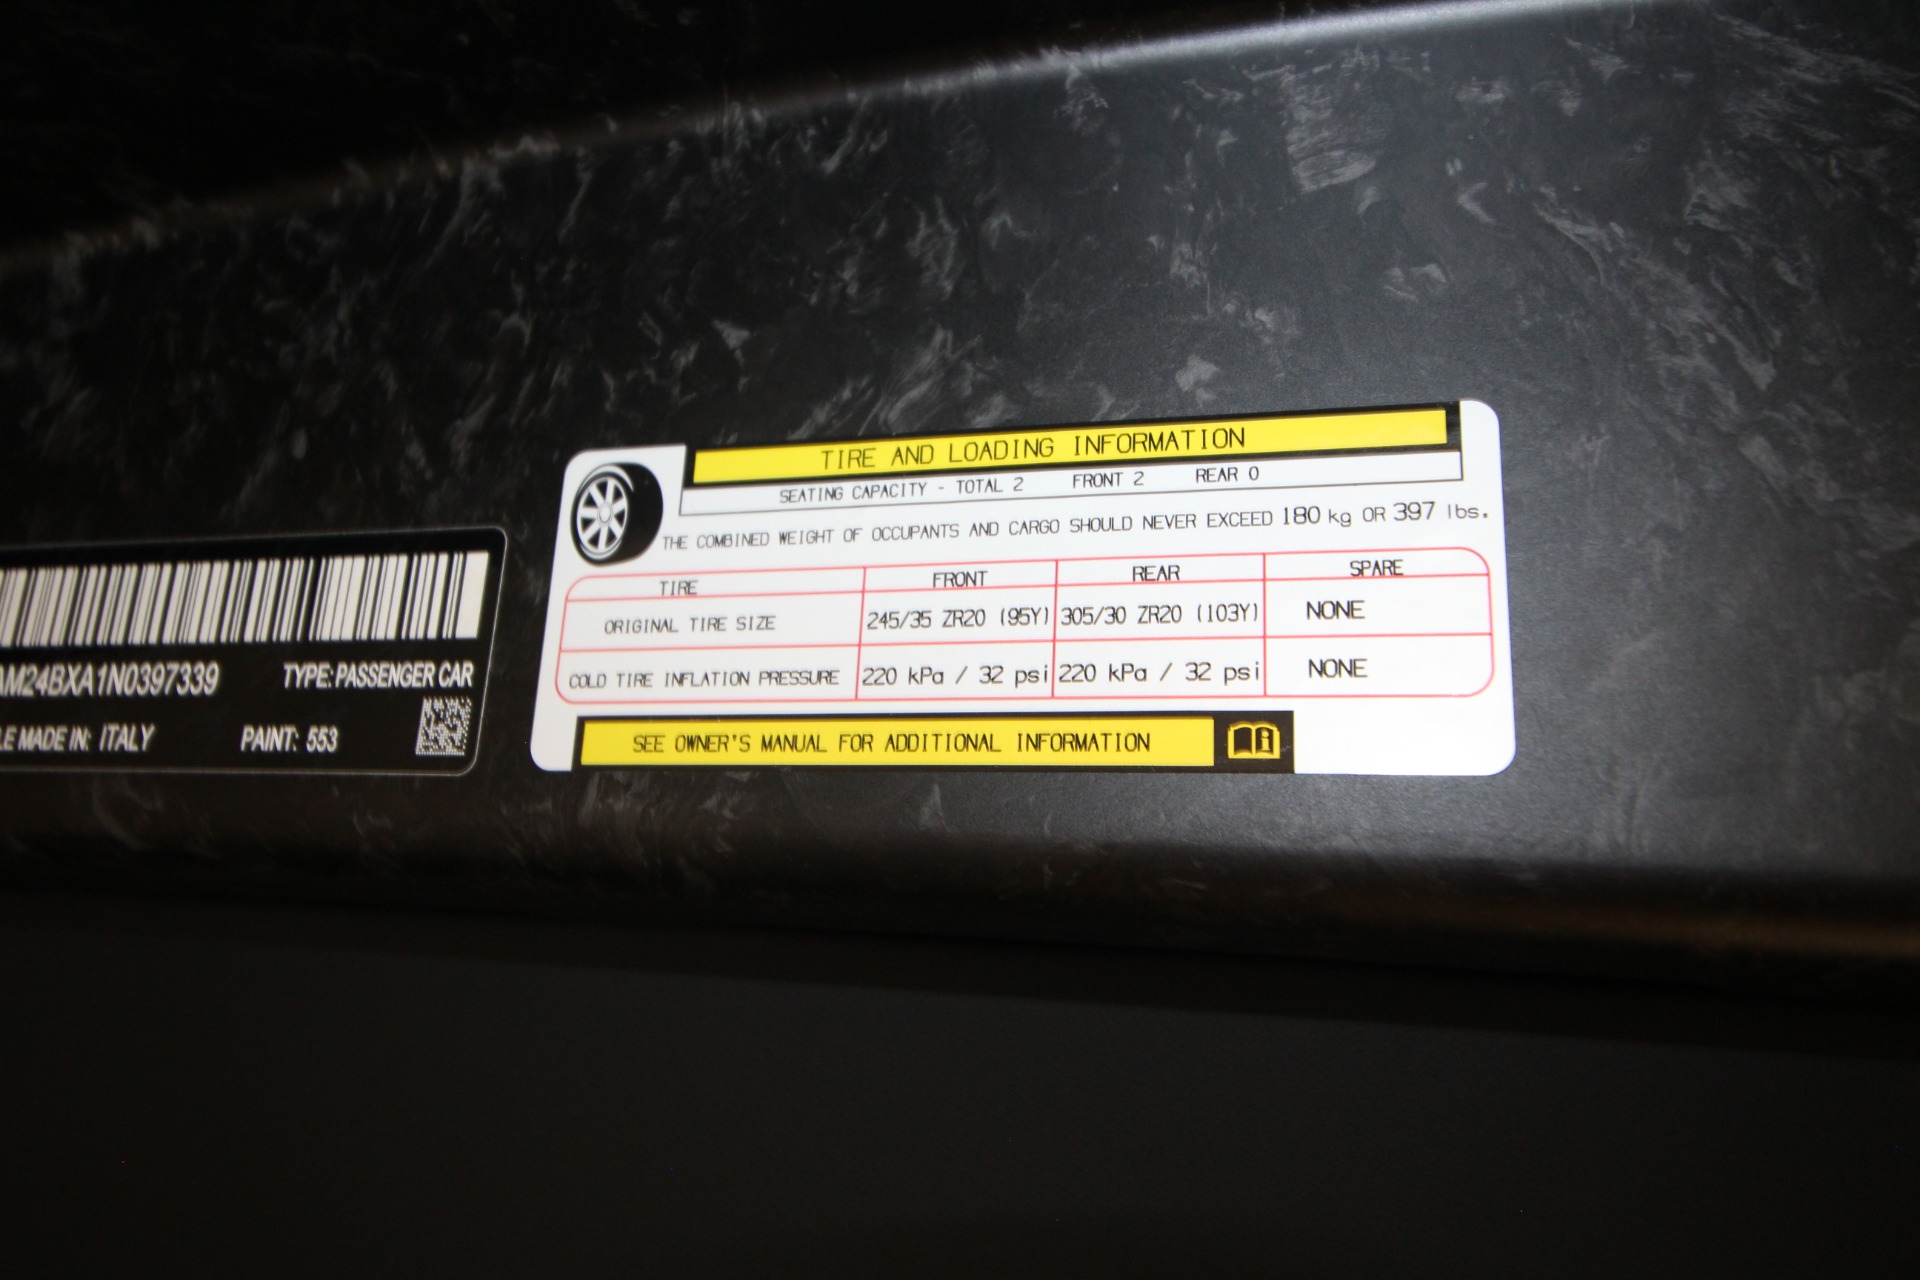 TIRE AND LOADING INFORMATION
SEATING CAPACITY - TOTAL 2 FRONT 2 REAR 0
THE COMBINED WEIGHT OF OCCUPANTS AND CARGO SHOULD NEVER EXCEED 180 kg OR 397 lbs.
TIRE FRONT REAR SPARE
ORIGINAL TIRE SIZE 245/35 ZR20 (95Y) 305/30 ZR20 (103Y) NONE
COLD TIRE INFLATION PRESSURE 220 kPa / 32 psi 220 kPa / 32 psi NONE
SEE OWNER'S MANUAL FOR ADDITIONAL INFORMATION
AM24BXA1N0397339 TYPE: PASSENGER CAR
LE MADE IN: ITALY PAINT: 553